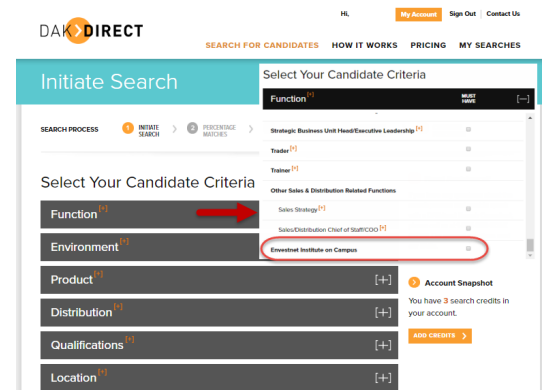 Hi,
My Account
Sign Out
Contact Us
DAK DIRECT
SEARCH FOR CANDIDATES
HOW IT WORKS
PRICING
MY SEARCHES
Initiate Search
SEARCH PROCESS
1 INITIATE SEARCH
2 PERCENTAGE MATCHES
Select Your Candidate Criteria
Function [+]
Environment [+]
Product [+] [+]
Distribution [+] [+]
Qualifications [+] [+]
Location [+] [+]
Select Your Candidate Criteria
Function [+] MUST HAVE [—]
Strategic Business Unit Head/Executive Leadership [+]
Trader [+]
Trainer [+]
Other Sales & Distribution Related Functions
Sales Strategy [+]
Sales/Distribution Chief of Staff/COO [+]
Envestnet Institute on Campus
Account Snapshot
You have 3 search credits in
your account.
ADD CREDITS